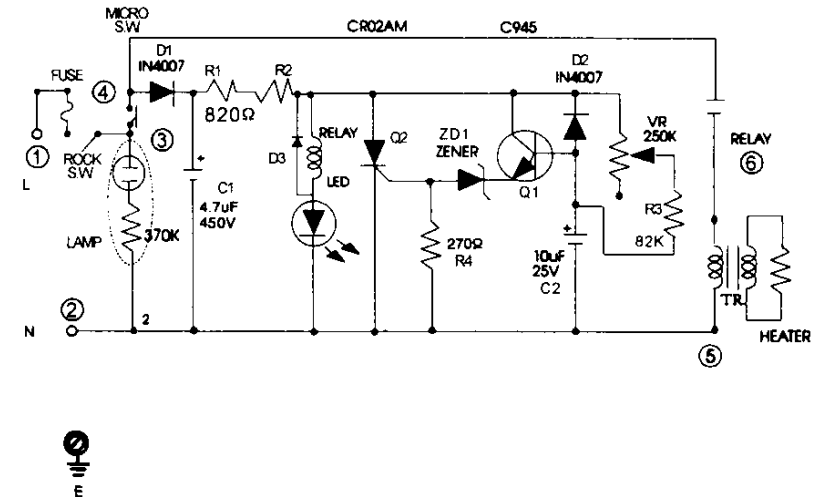 MICRO
S.W
CR02AM
C945
D1
IN4007
D2
IN4007
FUSE
R1
R2
4
820Ω
VR
250K
1
3
RELAY
Q2
ZD1
ZENER
RELAY
6
ROCK
S.W
D3
L
C1
4.7uF
450V
LED
Q1
R3
82K
LAMP
370K
270Ω
R4
10uF
25V
C2
TR
2
N
2
HEATER
5
E